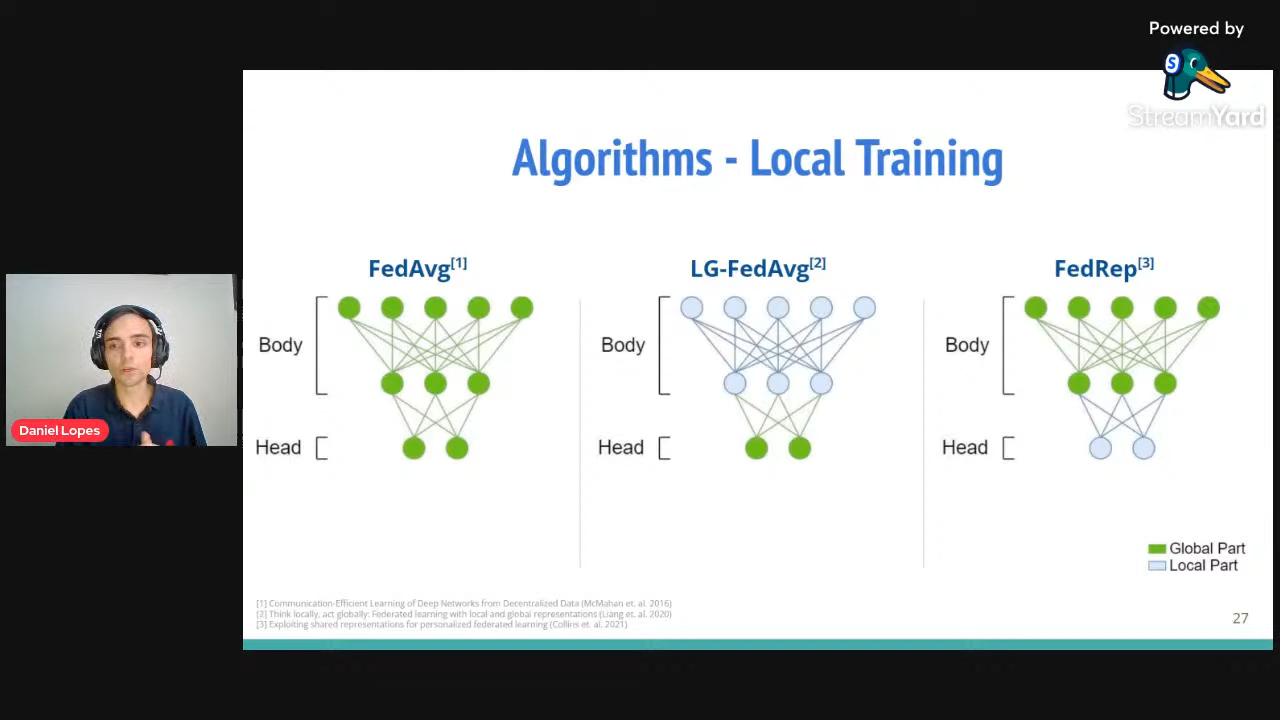 Powered by
S
StreamYard
Algorithms - Local Training
FedAvg[1]
LG-FedAvg[2]
FedRep[3]
Body
Body
Body
Head
Head
Head
Daniel Lopes
Global Part
Local Part
[1] Communication-Efficient Learning of Deep Networks from Decentralized Data (McMahan et. al. 2016)
[2] Think locally, act globally: Federated learning with local and global representations (Liang et. al. 2020)
[3] Exploiting shared representations for personalized federated learning (Collins et. al. 2021)
27